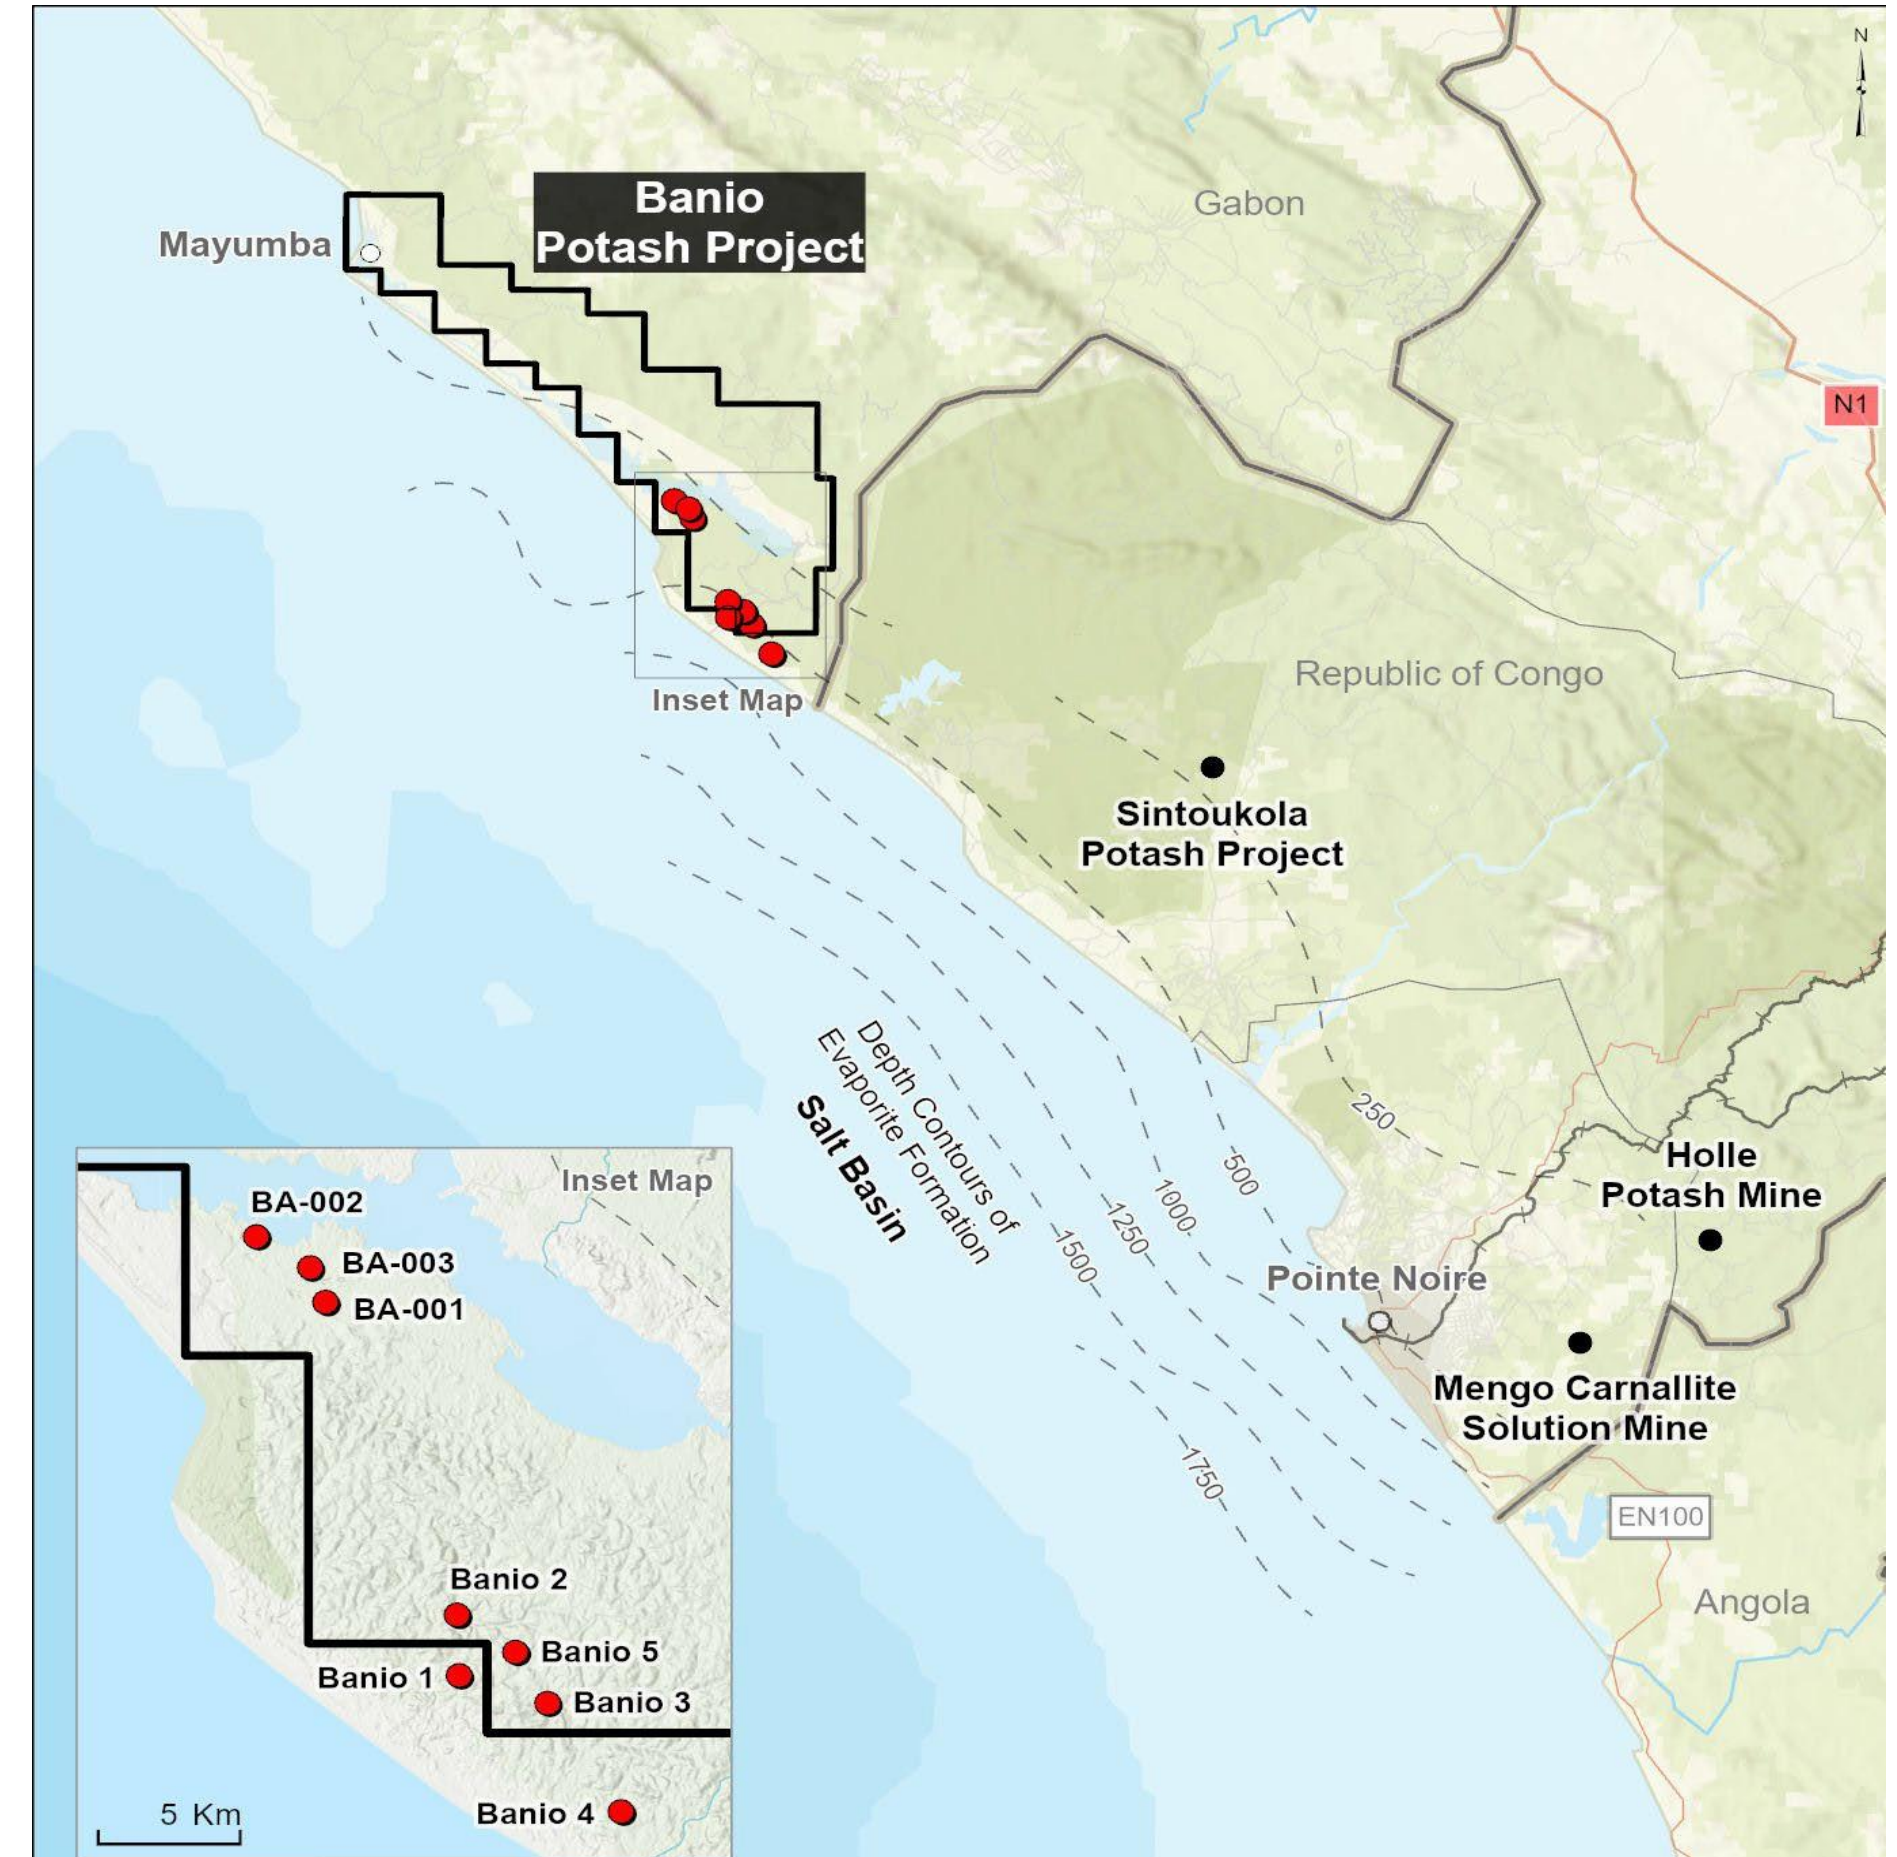 N
Banio
Potash Project
Gabon
Mayumba
N1
Republic of Congo
Inset Map
Sintoukola
Potash Project
Depth Contours of
Evaporite Formation
Salt Basin
250
500
1000
1250
1500
1750
Holle
Potash Mine
Pointe Noire
Mengo Carnallite
Solution Mine
EN100
Angola
Inset Map
BA-002
BA-003
BA-001
Banio 2
Banio 5
Banio 1
Banio 3
Banio 4
5 Km